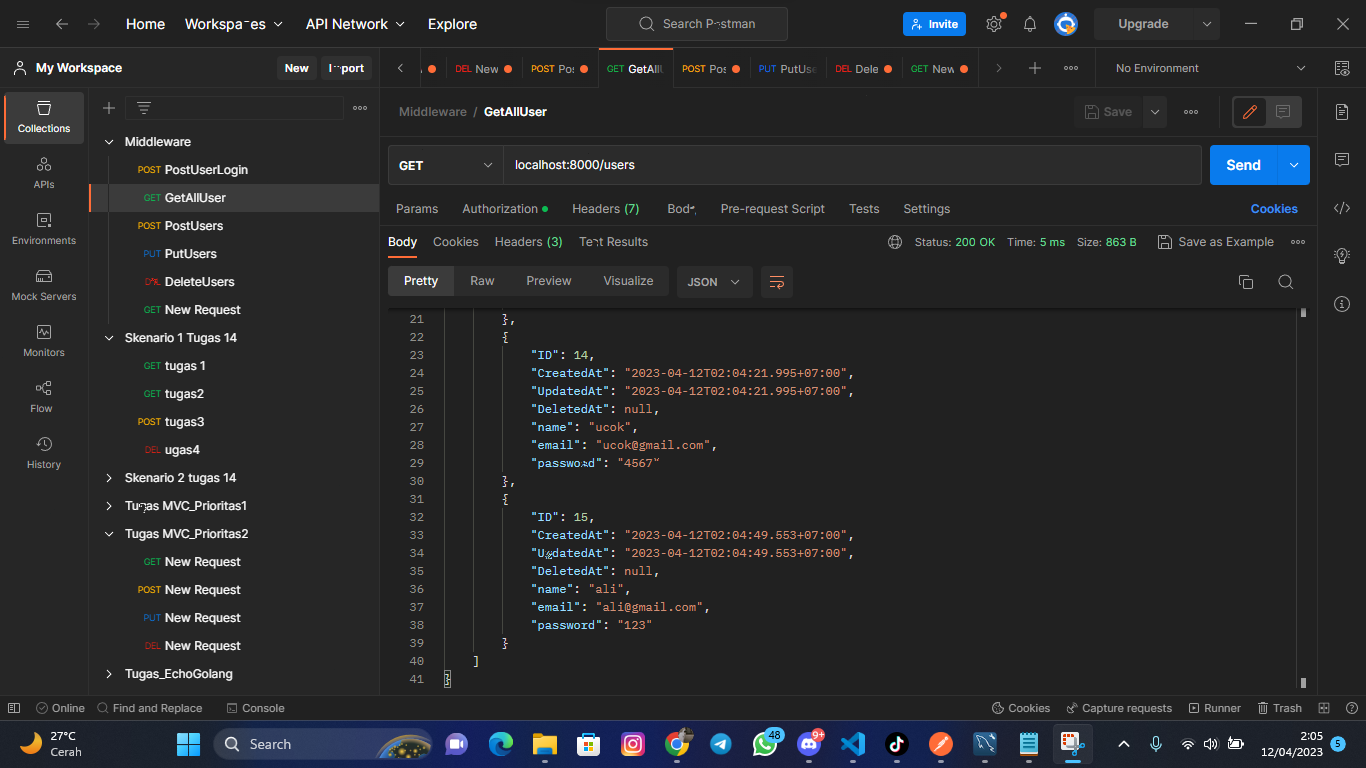 Home Workspaces API Network Explore Search Postman Invite Upgrade
My Workspace New Import
DEL New POST Pos GET GetAllU POST Pos PUT PutUse DEL Dele GET New No Environment
Collections
APIs
Environments
Mock Servers
Monitors
Flow
History
Middleware
POST PostUserLogin
GET GetAllUser
POST PostUsers
PUT PutUsers
DeleteUsers
GET New Request
Skenario 1 Tugas 14
GET tugas 1
GET tugas2
POST tugas3
DEL ugas4
Skenario 2 tugas 14
Tugas MVC_Prioritas1
Tugas MVC_Prioritas2
GET New Request
POST New Request
PUT New Request
DEL New Request
Tugas_EchoGolang
Middleware / GetAllUser Save
GET localhost:8000/users Send
Params Authorization Headers (7) Body Pre-request Script Tests Settings Cookies
Body Cookies Headers (3) Test Results Status: 200 OK Time: 5 ms Size: 863 B Save as Example
Pretty Raw Preview Visualize JSON
21 },
22 {
23 "ID": 14,
24 "CreatedAt": "2023-04-12T02:04:21.995+07:00",
25 "UpdatedAt": "2023-04-12T02:04:21.995+07:00",
26 "DeletedAt": null,
27 "name": "ucok",
28 "email": "ucok@gmail.com",
29 "password": "4567"
30 },
31 {
32 "ID": 15,
33 "CreatedAt": "2023-04-12T02:04:49.553+07:00",
34 "UpdatedAt": "2023-04-12T02:04:49.553+07:00",
35 "DeletedAt": null,
36 "name": "ali",
37 "email": "ali@gmail.com",
38 "password": "123"
39 }
40 ]
41 }
Online Find and Replace Console Cookies Capture requests Runner Trash
27°C
Cerah
Search
48
9+
2:05
12/04/2023
5